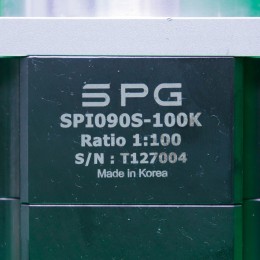 SPG
SPI090S-100K
Ratio 1:100
S/N : T127004
Made in Korea